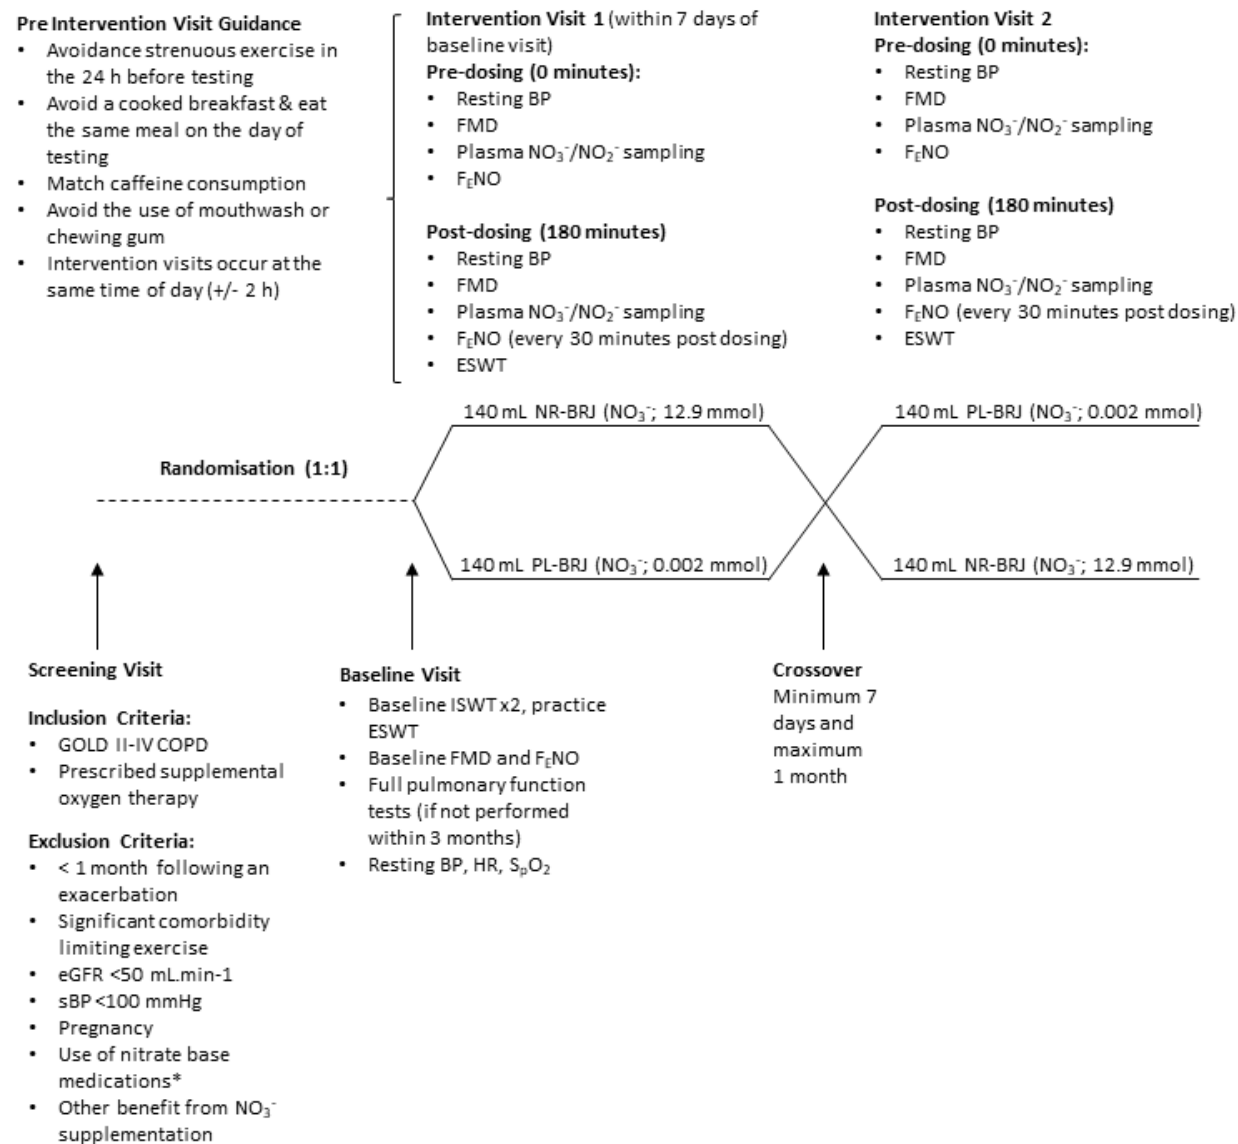 Pre Intervention Visit Guidance
• Avoidance strenuous exercise in
the 24 h before testing
• Avoid a cooked breakfast & eat
the same meal on the day of
testing
• Match caffeine consumption
• Avoid the use of mouthwash or
chewing gum
• Intervention visits occur at the
same time of day (+/- 2 h)
Intervention Visit 1 (within 7 days of
baseline visit)
Pre-dosing (0 minutes):
• Resting BP
• FMD
• Plasma NO₃⁻/NO₂⁻ sampling
• FᴇNO
Post-dosing (180 minutes)
• Resting BP
• FMD
• Plasma NO₃⁻/NO₂⁻ sampling
• FᴇNO (every 30 minutes post dosing)
• ESWT
Intervention Visit 2
Pre-dosing (0 minutes):
• Resting BP
• FMD
• Plasma NO₃⁻/NO₂⁻ sampling
• FᴇNO
Post-dosing (180 minutes)
• Resting BP
• FMD
• Plasma NO₃⁻/NO₂⁻ sampling
• FᴇNO (every 30 minutes post dosing)
• ESWT
140 mL NR-BRJ (NO₃⁻; 12.9 mmol)
140 mL PL-BRJ (NO₃⁻; 0.002 mmol)
Randomisation (1:1)
140 mL PL-BRJ (NO₃⁻; 0.002 mmol)
140 mL NR-BRJ (NO₃⁻; 12.9 mmol)
Screening Visit
Inclusion Criteria:
• GOLD II-IV COPD
• Prescribed supplemental
oxygen therapy
Exclusion Criteria:
• < 1 month following an
exacerbation
• Significant comorbidity
limiting exercise
• eGFR <50 mL.min-1
• sBP <100 mmHg
• Pregnancy
• Use of nitrate base
medications*
• Other benefit from NO₃⁻
supplementation
Baseline Visit
• Baseline ISWT x2, practice
ESWT
• Baseline FMD and FᴇNO
• Full pulmonary function
tests (if not performed
within 3 months)
• Resting BP, HR, SₚO₂
Crossover
Minimum 7
days and
maximum
1 month